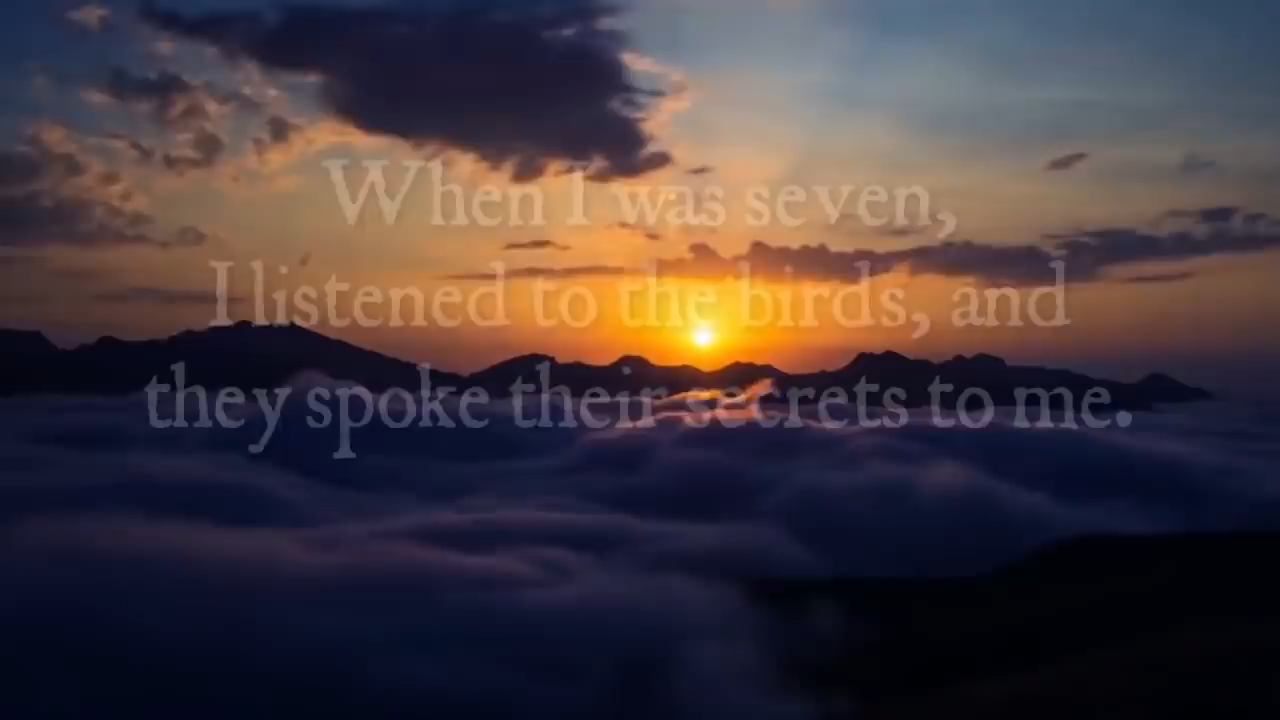 When I was seven,
I listened to the birds, and
they spoke their secrets to me.